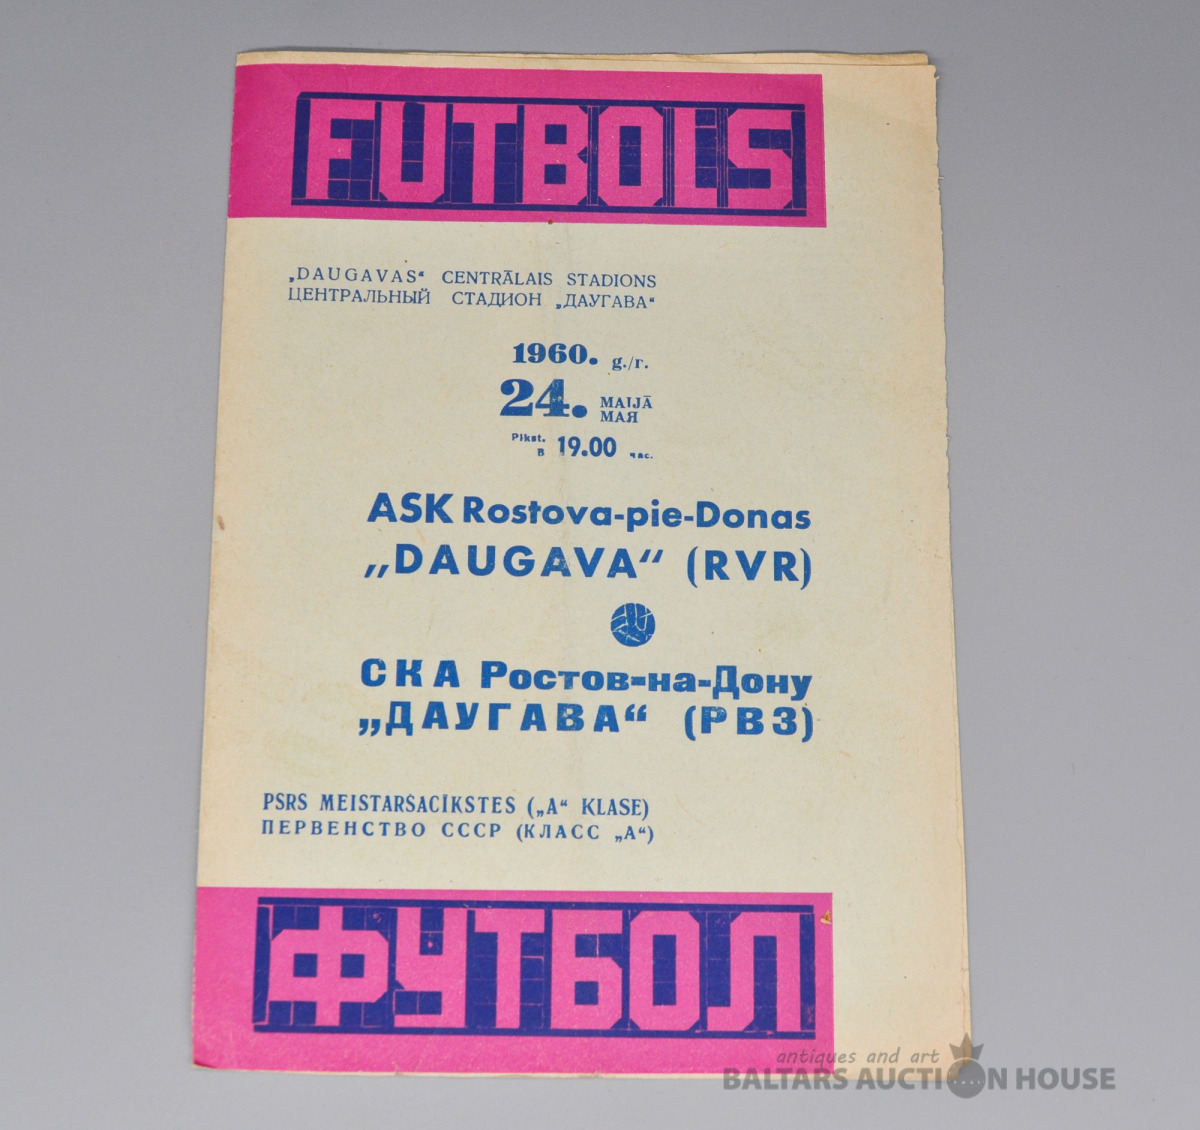 FUTBOLS
„DAUGAVAS“ CENTRĀLAIS STADIONS
ЦЕНТРАЛЬНЫЙ СТАДИОН „ДАУГАВА“
1960. g./г.
24. MAIJĀ
МАЯ
Plkst.
В 19.00 час.
ASK Rostova-pie-Donas
„DAUGAVA“ (RVR)
СКА Ростов-на-Дону
„ДАУГАВА“ (РВЗ)
PSRS MEISTARSACĪKSTES („A“ KLASE)
ПЕРВЕНСТВО СССР (КЛАСС „А“)
ФУТБОЛ
antiques and art
BALTARS AUCTION HOUSE